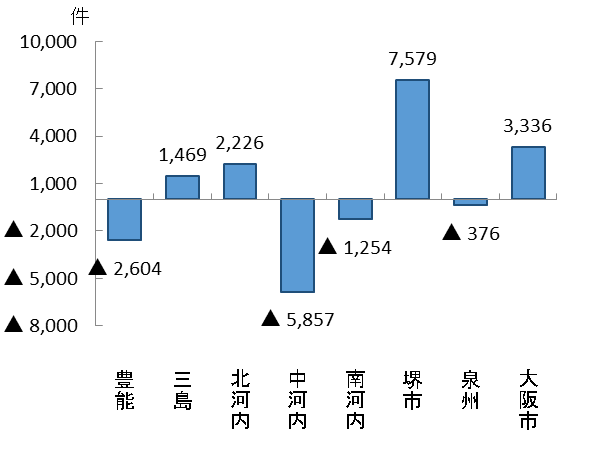 件
10,000
7,000
4,000
1,000
▲ 2,000
▲ 5,000
▲ 8,000
▲ 2,604
1,469
2,226
▲ 5,857
▲ 1,254
7,579
▲ 376
3,336
豊能
三島
北河内
中河内
南河内
堺市
泉州
大阪市